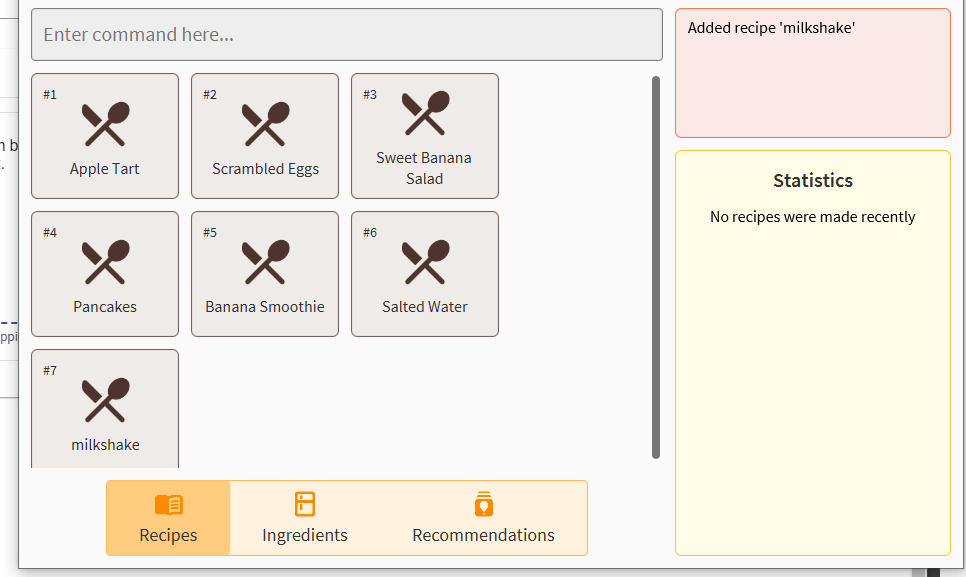 Enter command here...
Added recipe 'milkshake'
#1
Apple Tart
#2
Scrambled Eggs
#3
Sweet Banana
Salad
#4
Pancakes
#5
Banana Smoothie
#6
Salted Water
#7
milkshake
Statistics
No recipes were made recently
Recipes
Ingredients
Recommendations